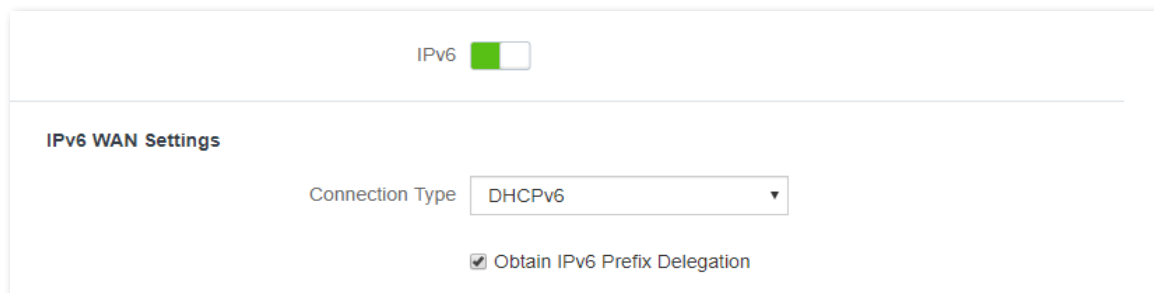 IPv6
IPv6 WAN Settings
Connection Type DHCPv6
Obtain IPv6 Prefix Delegation